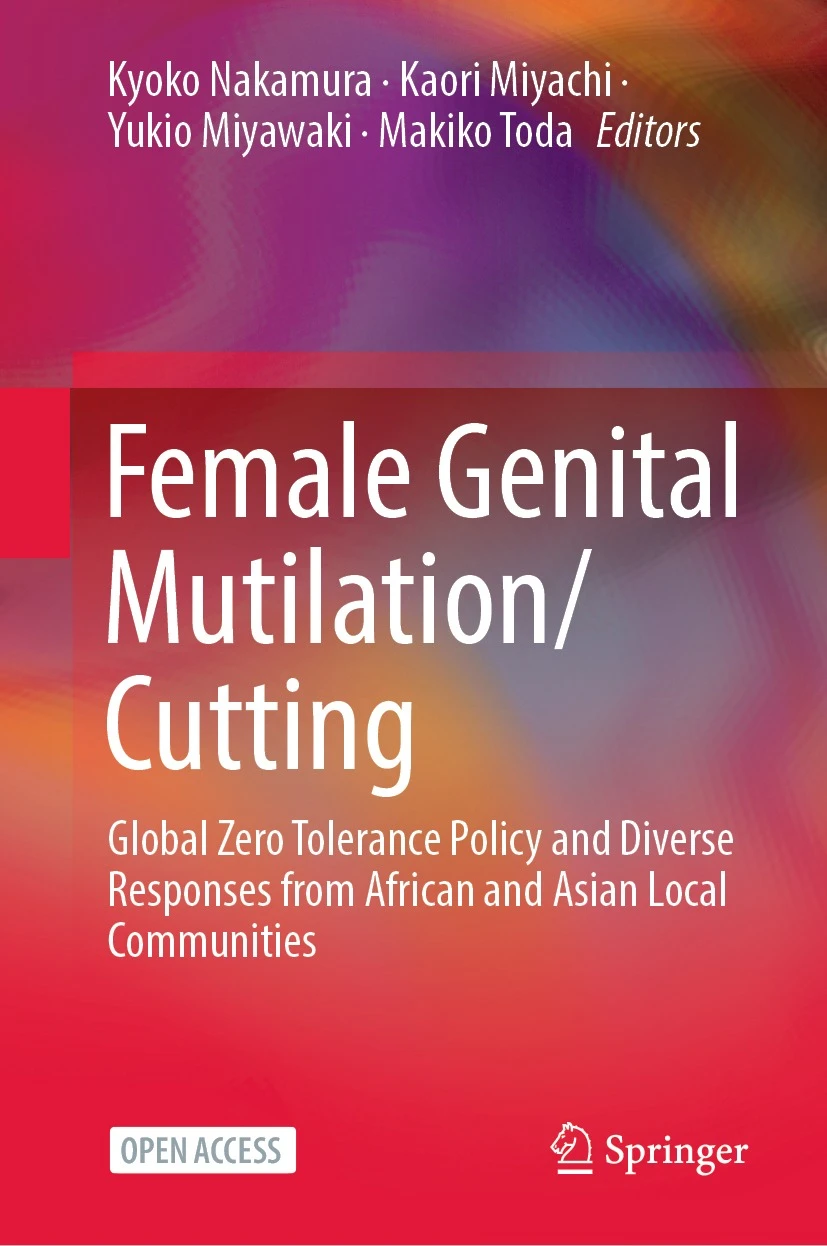 Kyoko Nakamura · Kaori Miyachi ·
Yukio Miyawaki · Makiko Toda Editors
Female Genital
Mutilation/
Cutting
Global Zero Tolerance Policy and Diverse
Responses from African and Asian Local
Communities
OPEN ACCESS
Springer